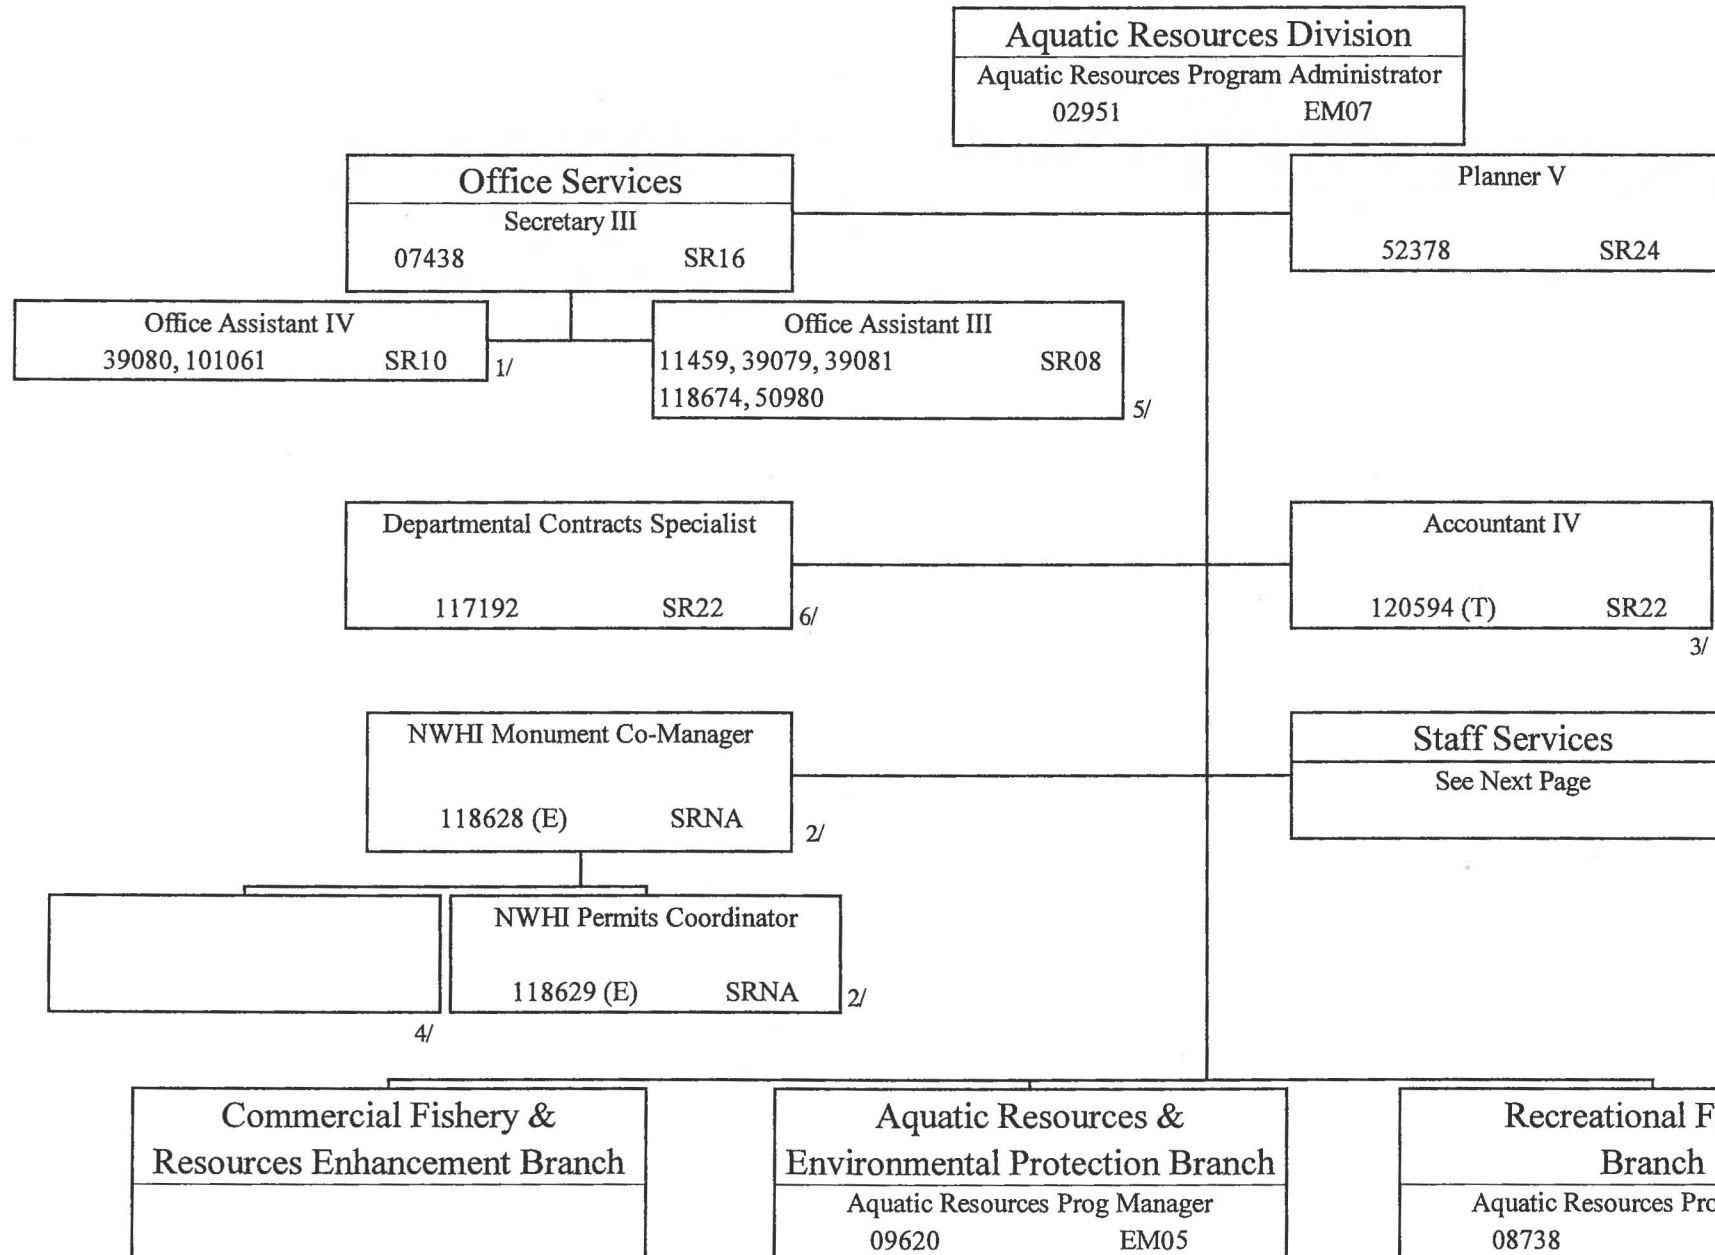 Aquatic Resources Division
Aquatic Resources Program Administrator
02951 EM07
Office Services
Secretary III
07438 SR16
Planner V
52378 SR24
Office Assistant IV
39080, 101061 SR10
1/
Office Assistant III
11459, 39079, 39081 SR08
118674, 50980
5/
Departmental Contracts Specialist
117192 SR22
6/
Accountant IV
120594 (T) SR22
3/
NWHI Monument Co-Manager
118628 (E) SRNA
2/
Staff Services
See Next Page
4/
NWHI Permits Coordinator
118629 (E) SRNA
2/
Commercial Fishery &
Resources Enhancement Branch
Aquatic Resources &
Environmental Protection Branch
Aquatic Resources Prog Manager
09620 EM05
Recreational F
Branch
Aquatic Resources Pro
08738